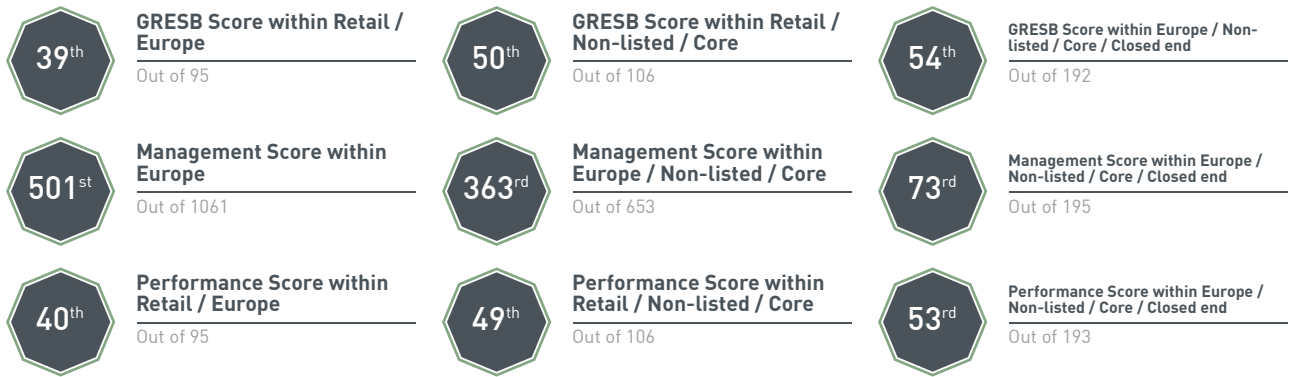 39th
GRESB Score within Retail /
Europe
Out of 95
50th
GRESB Score within Retail /
Non-listed / Core
Out of 106
54th
GRESB Score within Europe / Non-
listed / Core / Closed end
Out of 192
501st
Management Score within
Europe
Out of 1061
363rd
Management Score within
Europe / Non-listed / Core
Out of 653
73rd
Management Score within Europe /
Non-listed / Core / Closed end
Out of 195
40th
Performance Score within
Retail / Europe
Out of 95
49th
Performance Score within
Retail / Non-listed / Core
Out of 106
53rd
Performance Score within Europe /
Non-listed / Core / Closed end
Out of 193